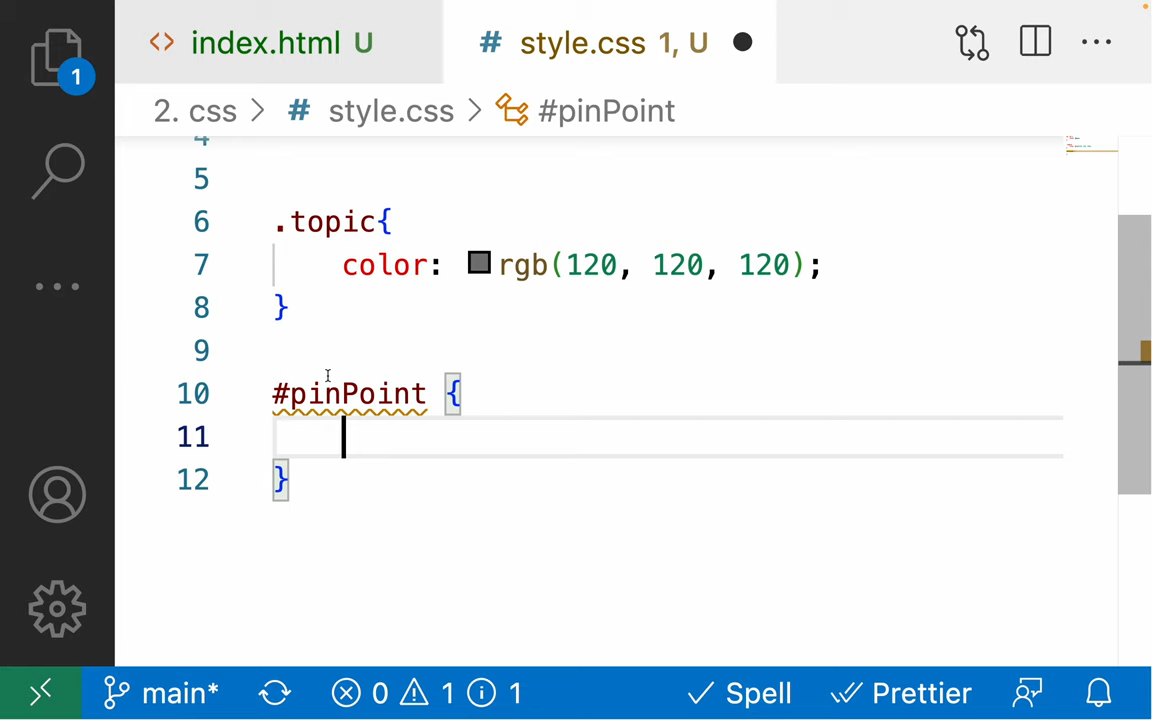 index.html U
# style.css 1, U
1
2. css > # style.css > #pinPoint
4
5
6 .topic{
7 color: rgb(120, 120, 120);
8 }
9
10 #pinPoint {
11
12 }
main* 0 1 1 Spell Prettier